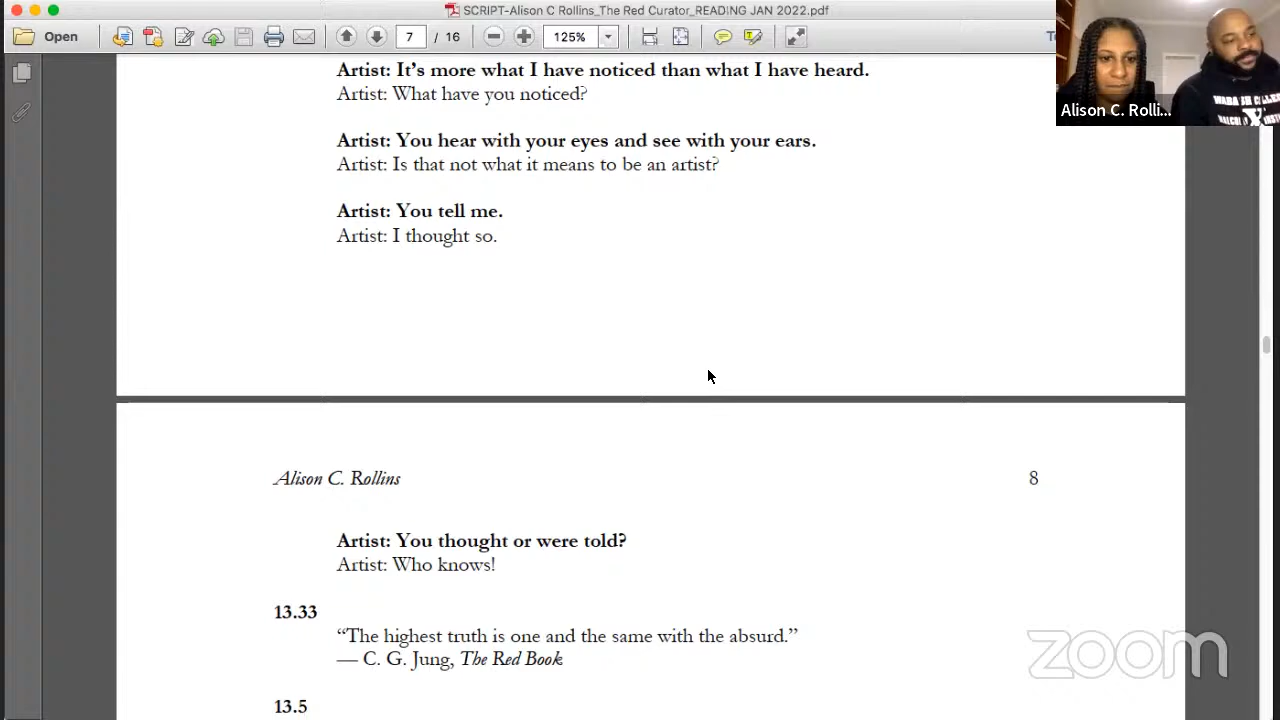 SCRIPT-Alison C Rollins_The Red Curator_READING JAN 2022.pdf
Open
7 / 16
125%
Artist: It's more what I have noticed than what I have heard.
Artist: What have you noticed?
Artist: You hear with your eyes and see with your ears.
Artist: Is that not what it means to be an artist?
Artist: You tell me.
Artist: I thought so.
Alison C. Rolli...
Alison C. Rollins 8
Artist: You thought or were told?
Artist: Who knows!
13.33
“The highest truth is one and the same with the absurd.”
— C. G. Jung, The Red Book
13.5
zoom